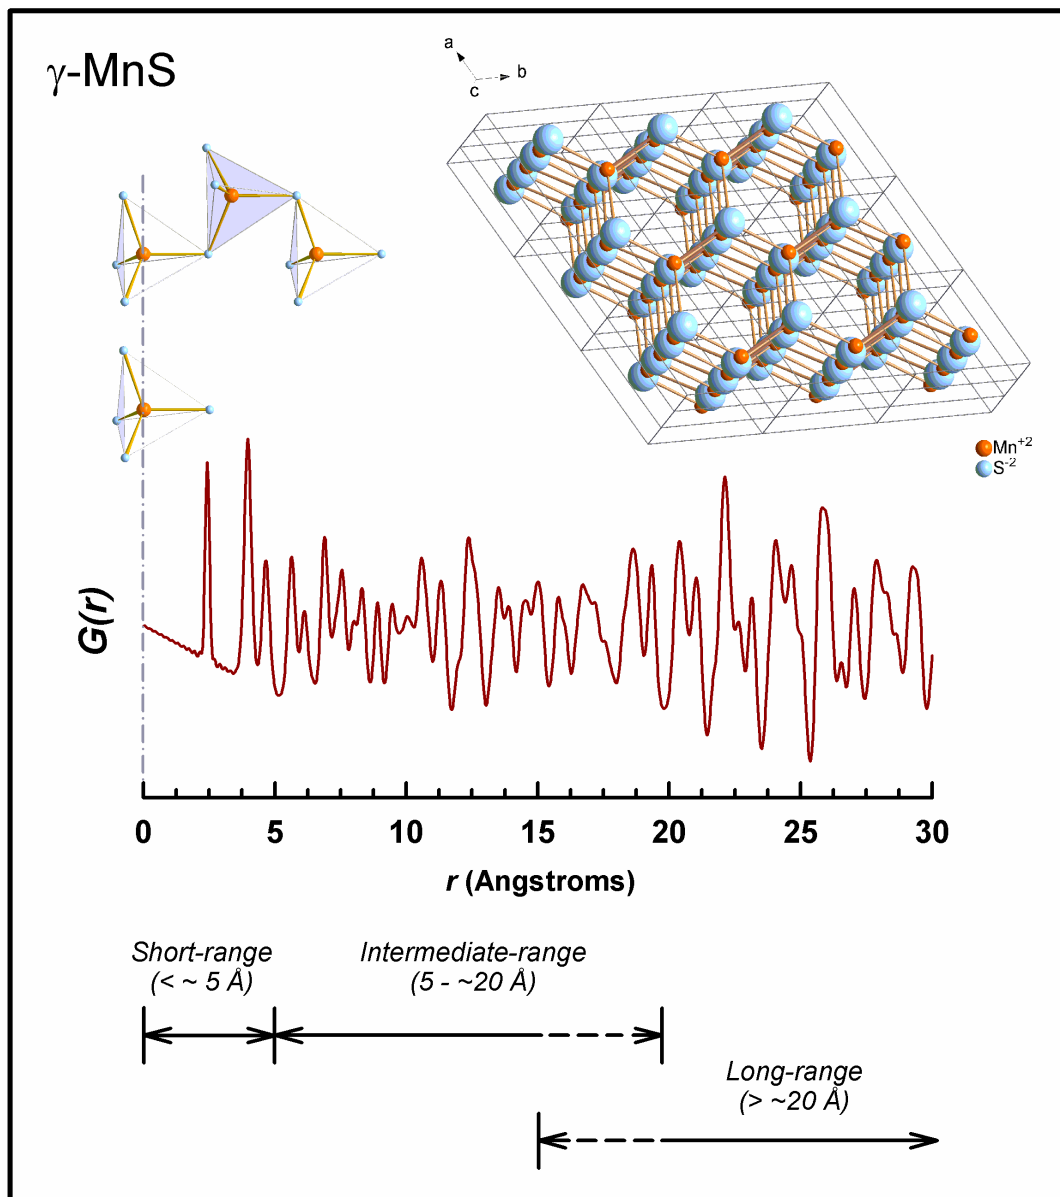 γ-MnS
a
b
c
Mn+2
S-2
G(r)
0 5 10 15 20 25 30
r (Angstroms)
Short-range
(< ~ 5 Å)
Intermediate-range
(5 - ~20 Å)
Long-range
(> ~20 Å)